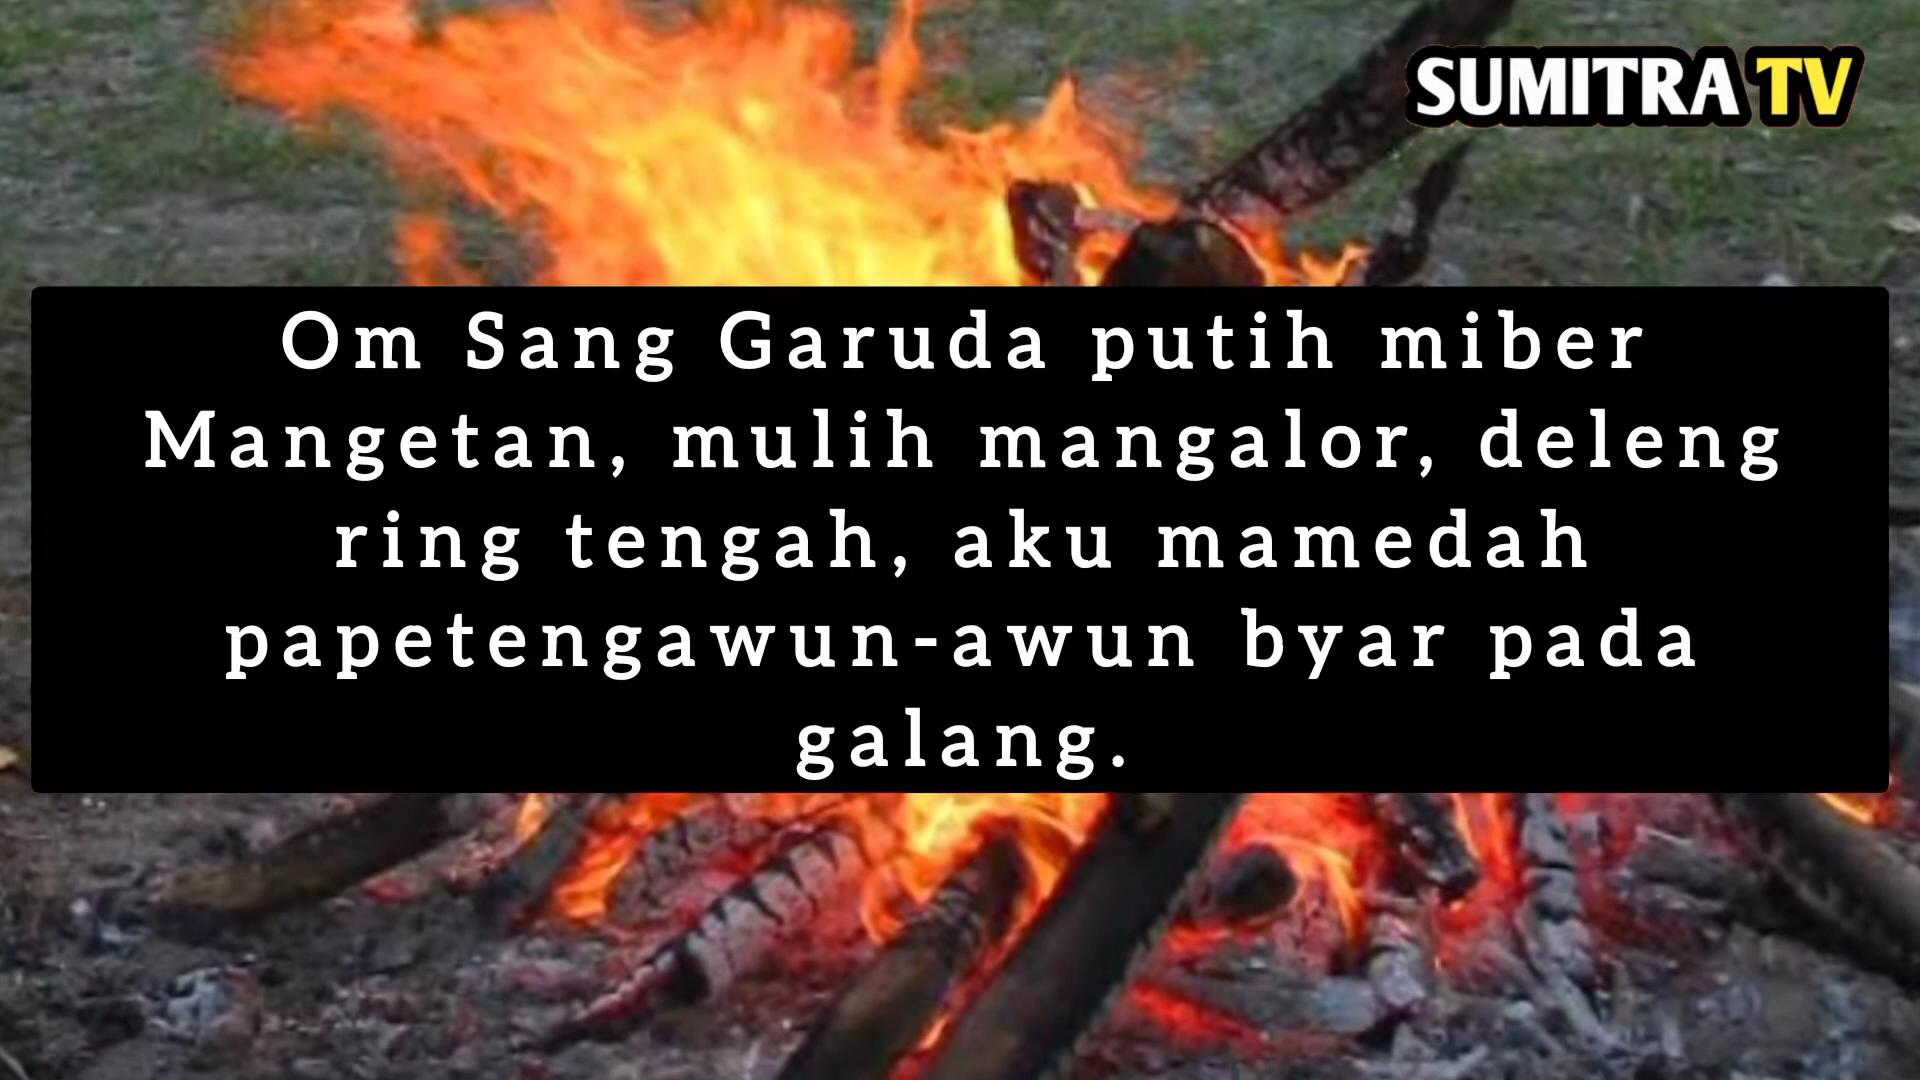 SUMITRA TV
Om Sang Garuda putih miber
Mangetan, mulih mangalor, deleng
ring tengah, aku mamedah
papetengawun-awun byar pada
galang.